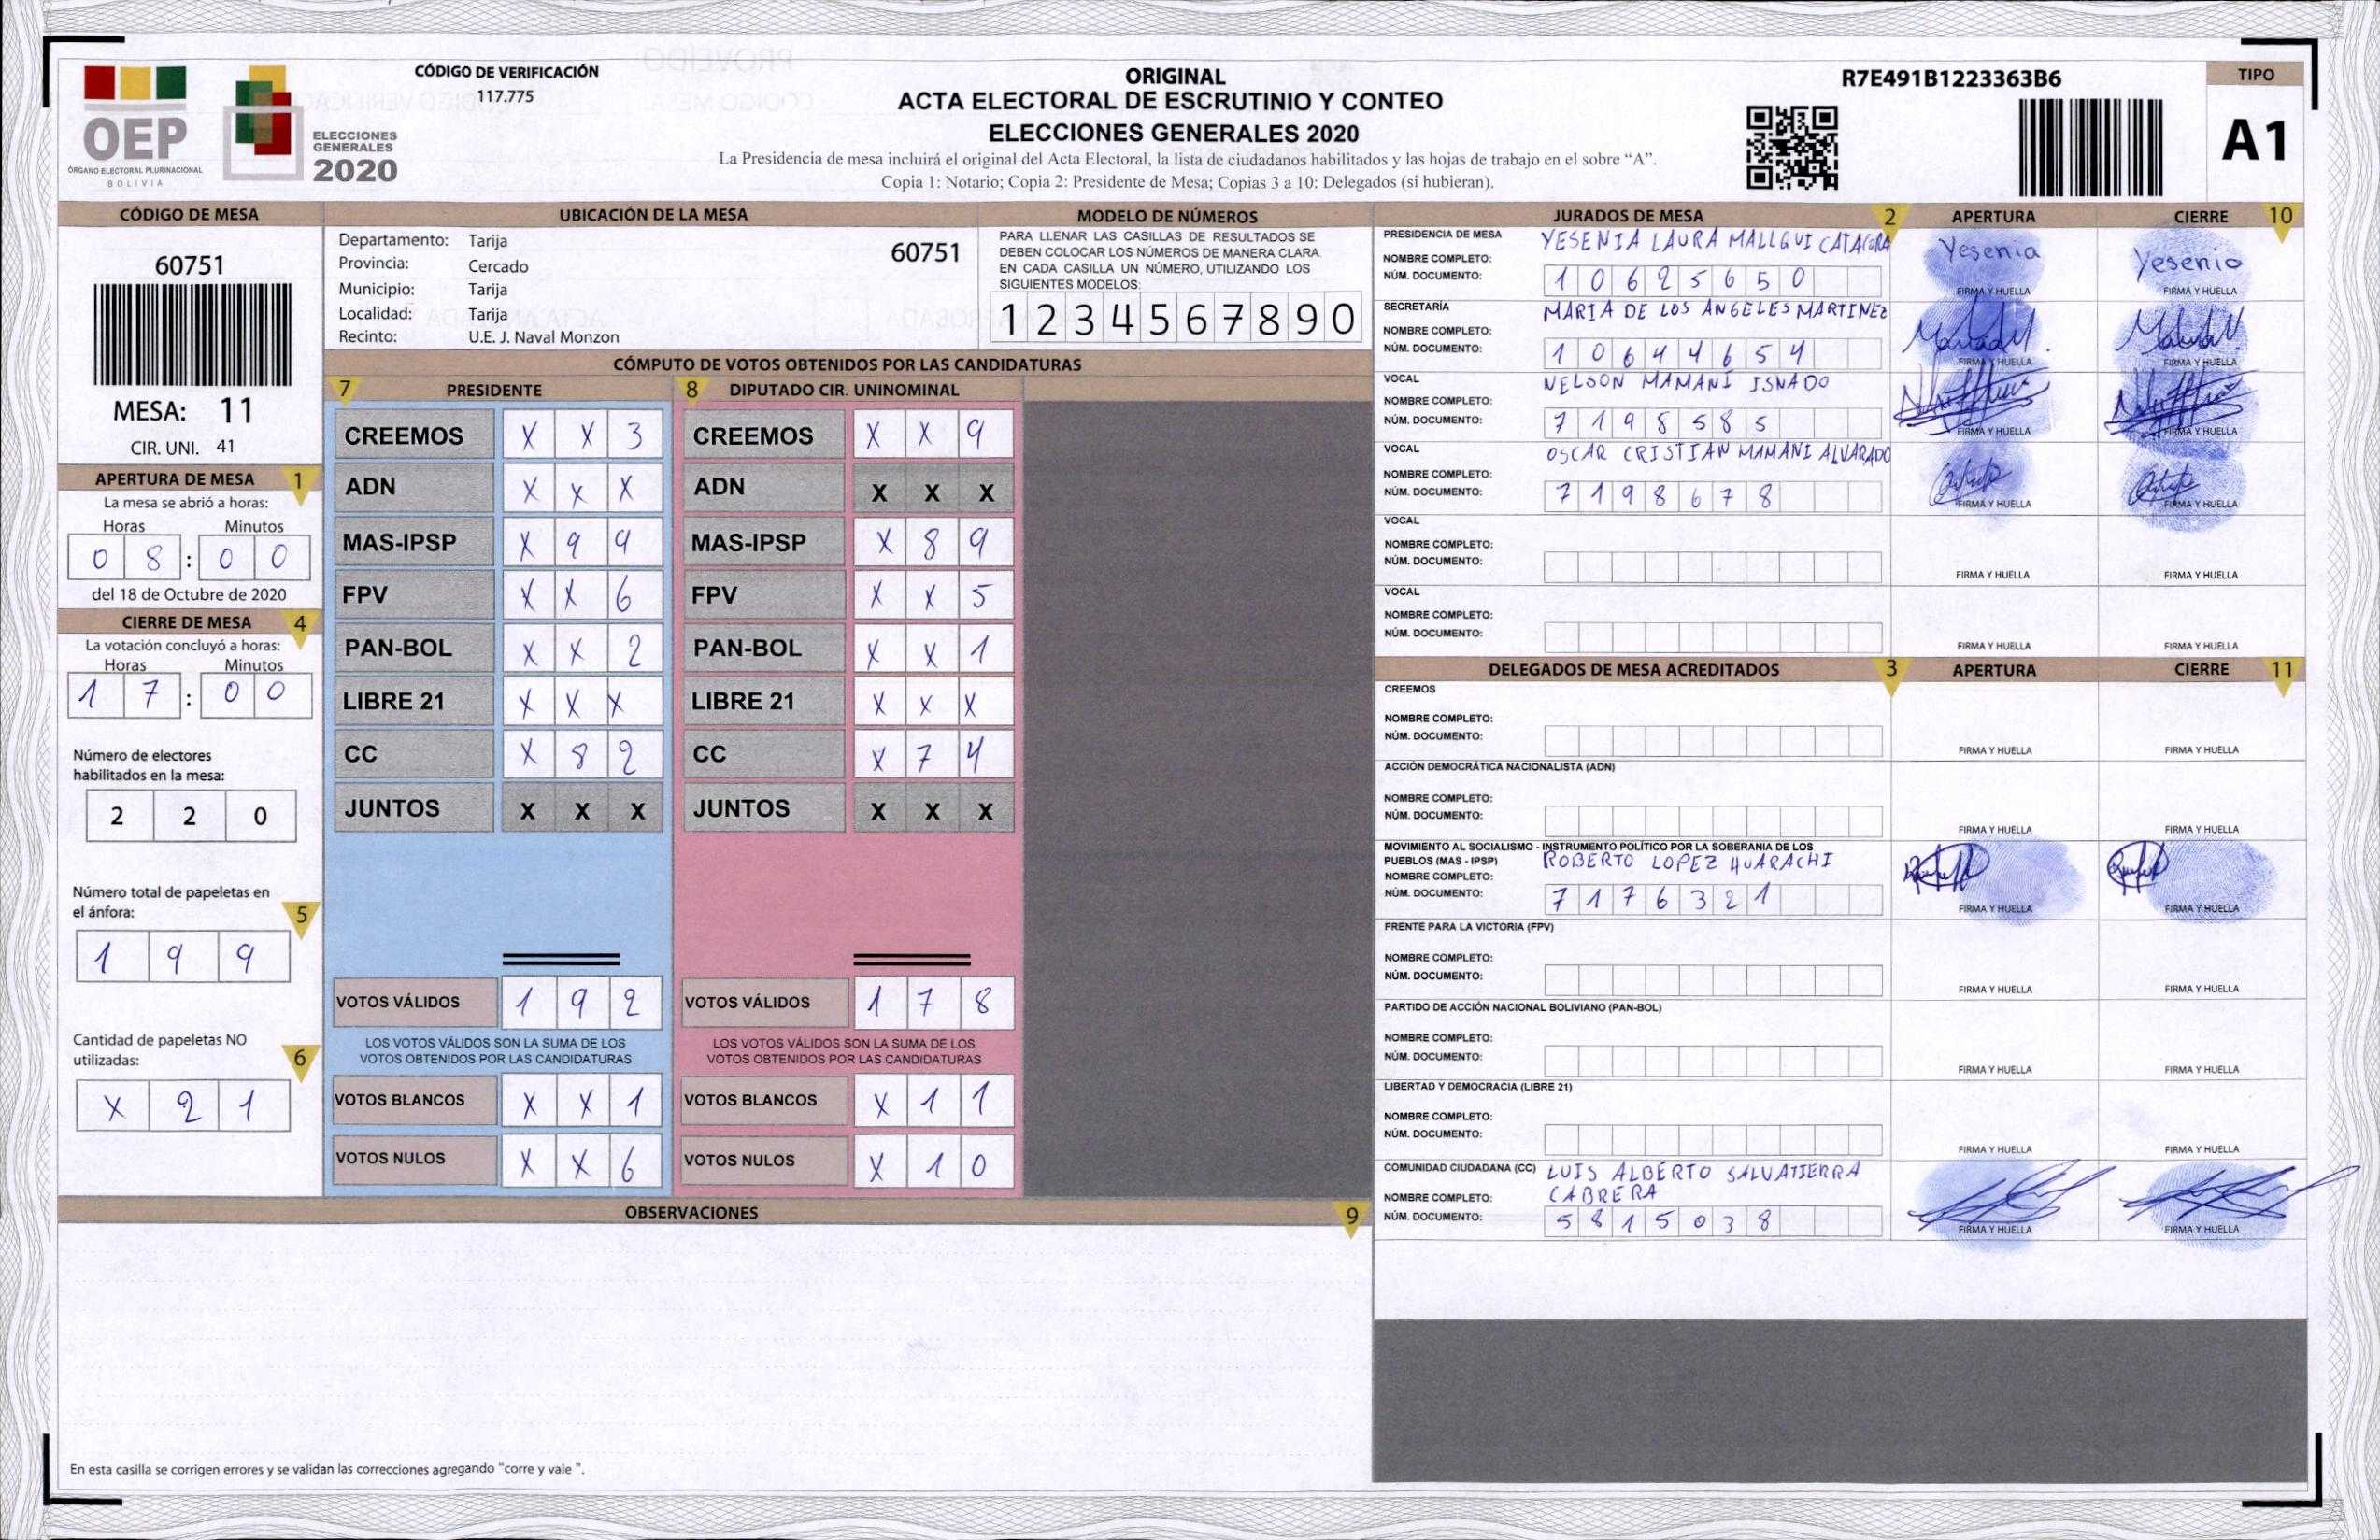 CÓDIGO DE VERIFICACIÓN
117.775
OEP
ÓRGANO ELECTORAL PLURINACIONAL
BOLIVIA
ELECCIONES
GENERALES
2020
ORIGINAL
ACTA ELECTORAL DE ESCRUTINIO Y CONTEO
ELECCIONES GENERALES 2020
La Presidencia de mesa incluirá el original del Acta Electoral, la lista de ciudadanos habilitados y las hojas de trabajo en el sobre “A”.
Copia 1: Notario; Copia 2: Presidente de Mesa; Copias 3 a 10: Delegados (si hubieran).
R7E491B1223363B6
TIPO
A1
CÓDIGO DE MESA
60751
MESA: 11
CIR. UNI. 41
APERTURA DE MESA 1
La mesa se abrió a horas:
Horas Minutos
0 8 : 0 0
del 18 de Octubre de 2020
CIERRE DE MESA 4
La votación concluyó a horas:
Horas Minutos
1 7 : 0 0
Número de electores
habilitados en la mesa:
2 2 0
Número total de papeletas en
el ánfora: 5
1 9 9
Cantidad de papeletas NO
utilizadas: 6
X 2 1
UBICACIÓN DE LA MESA
Departamento: Tarija 60751
Provincia: Cercado
Municipio: Tarija
Localidad: Tarija
Recinto: U.E. J. Naval Monzon
MODELO DE NÚMEROS
PARA LLENAR LAS CASILLAS DE RESULTADOS SE
DEBEN COLOCAR LOS NÚMEROS DE MANERA CLARA
EN CADA CASILLA UN NÚMERO, UTILIZANDO LOS
SIGUIENTES MODELOS:
1 2 3 4 5 6 7 8 9 0
CÓMPUTO DE VOTOS OBTENIDOS POR LAS CANDIDATURAS
7 PRESIDENTE 8 DIPUTADO CIR. UNINOMINAL
CREEMOS X X 3 CREEMOS X X 9
ADN X X X ADN X X X
MAS-IPSP X 9 9 MAS-IPSP X 8 9
FPV X X 6 FPV X X 5
PAN-BOL X X 2 PAN-BOL X X 1
LIBRE 21 X X X LIBRE 21 X X X
CC X 8 2 CC X 7 4
JUNTOS X X X JUNTOS X X X
VOTOS VÁLIDOS 1 9 2 VOTOS VÁLIDOS 1 7 8
LOS VOTOS VÁLIDOS SON LA SUMA DE LOS LOS VOTOS VÁLIDOS SON LA SUMA DE LOS
VOTOS OBTENIDOS POR LAS CANDIDATURAS VOTOS OBTENIDOS POR LAS CANDIDATURAS
VOTOS BLANCOS X X 1 VOTOS BLANCOS X 1 1
VOTOS NULOS X X 6 VOTOS NULOS X 1 0
OBSERVACIONES 9
En esta casilla se corrigen errores y se validan las correcciones agregando “corre y vale ”.
JURADOS DE MESA 2 APERTURA CIERRE 10
PRESIDENCIA DE MESA YESENIA LAURA MALLQUI CATACORA Yesenia Yesenia
NOMBRE COMPLETO:
NÚM. DOCUMENTO: 1 0 6 2 5 6 5 0
FIRMA Y HUELLA FIRMA Y HUELLA
SECRETARÍA MARIA DE LOS ANGELES MARTINEZ
NOMBRE COMPLETO:
NÚM. DOCUMENTO: 1 0 6 4 4 6 5 4
FIRMA Y HUELLA FIRMA Y HUELLA
VOCAL NELSON MAMANI ISNADO
NOMBRE COMPLETO:
NÚM. DOCUMENTO: 7 1 9 8 5 8 5
FIRMA Y HUELLA FIRMA Y HUELLA
VOCAL OSCAR CRISTIAN MAMANI ALVARADO
NOMBRE COMPLETO:
NÚM. DOCUMENTO: 7 1 9 8 6 7 8
FIRMA Y HUELLA FIRMA Y HUELLA
VOCAL
NOMBRE COMPLETO:
NÚM. DOCUMENTO:
FIRMA Y HUELLA FIRMA Y HUELLA
VOCAL
NOMBRE COMPLETO:
NÚM. DOCUMENTO:
FIRMA Y HUELLA FIRMA Y HUELLA
DELEGADOS DE MESA ACREDITADOS 3 APERTURA CIERRE 11
CREEMOS
NOMBRE COMPLETO:
NÚM. DOCUMENTO:
FIRMA Y HUELLA FIRMA Y HUELLA
ACCIÓN DEMOCRÁTICA NACIONALISTA (ADN)
NOMBRE COMPLETO:
NÚM. DOCUMENTO:
FIRMA Y HUELLA FIRMA Y HUELLA
MOVIMIENTO AL SOCIALISMO - INSTRUMENTO POLÍTICO POR LA SOBERANIA DE LOS
PUEBLOS (MAS - IPSP) ROBERTO LOPEZ HUARACHI
NOMBRE COMPLETO:
NÚM. DOCUMENTO: 7 1 7 6 3 2 1
FIRMA Y HUELLA FIRMA Y HUELLA
FRENTE PARA LA VICTORIA (FPV)
NOMBRE COMPLETO:
NÚM. DOCUMENTO:
FIRMA Y HUELLA FIRMA Y HUELLA
PARTIDO DE ACCIÓN NACIONAL BOLIVIANO (PAN-BOL)
NOMBRE COMPLETO:
NÚM. DOCUMENTO:
FIRMA Y HUELLA FIRMA Y HUELLA
LIBERTAD Y DEMOCRACIA (LIBRE 21)
NOMBRE COMPLETO:
NÚM. DOCUMENTO:
FIRMA Y HUELLA FIRMA Y HUELLA
COMUNIDAD CIUDADANA (CC) LUIS ALBERTO SALVATIERRA
NOMBRE COMPLETO: CABRERA
NÚM. DOCUMENTO: 5 8 1 5 0 3 8
FIRMA Y HUELLA FIRMA Y HUELLA